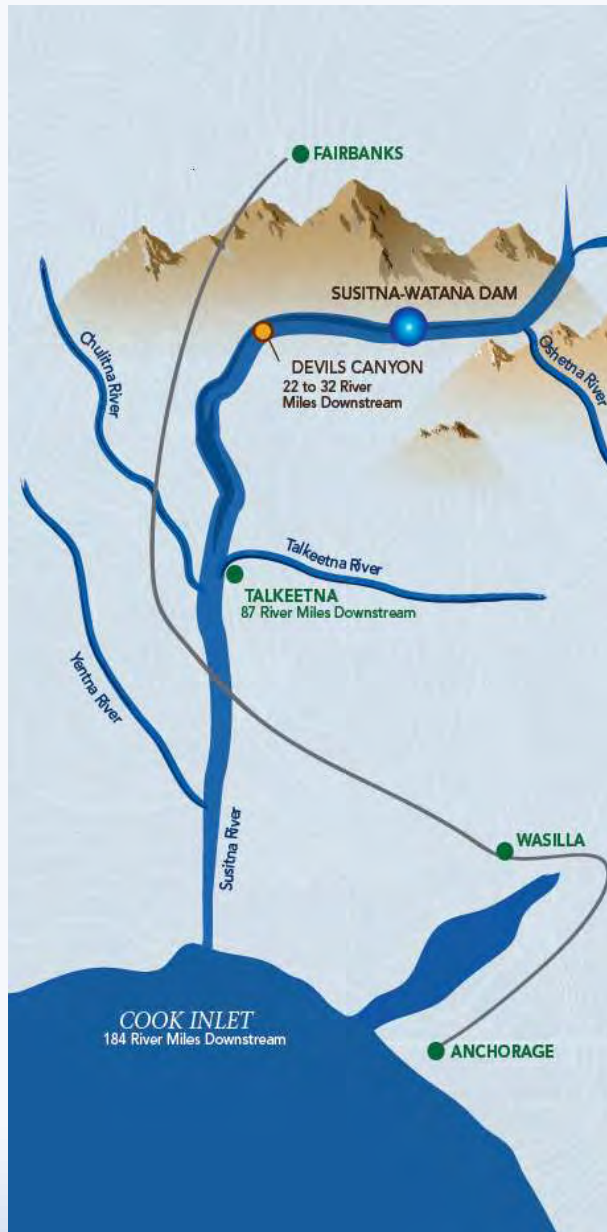 FAIRBANKS
SUSITNA-WATANA DAM
DEVILS CANYON
22 to 32 River
Miles Downstream
Chulitna River
Oshetna River
Talkeetna River
TALKEETNA
87 River Miles Downstream
Yentna River
Susitna River
WASILLA
COOK INLET
184 River Miles Downstream
ANCHORAGE